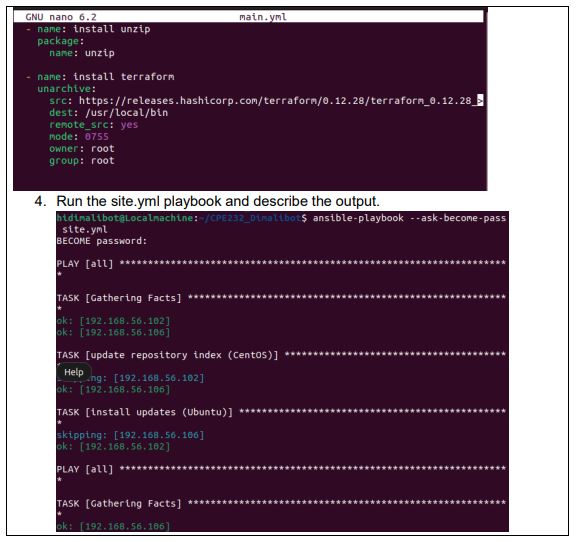 GNU nano 6.2 main.yml
- name: install unzip
package:
name: unzip
- name: install terraform
unarchive:
src: https://releases.hashicorp.com/terraform/0.12.28/terraform_0.12.28_>
dest: /usr/local/bin
remote_src: yes
mode: 0755
owner: root
group: root
4. Run the site.yml playbook and describe the output.
hidimalibot@Localmachine:~/CPE232_Dimalibot$ ansible-playbook --ask-become-pass
site.yml
BECOME password:
PLAY [all] ********************************************************************
*
TASK [Gathering Facts] ********************************************************
*
ok: [192.168.56.102]
ok: [192.168.56.106]
TASK [update repository index (CentOS)] ***************************************
*
Help
ng: [192.168.56.102]
ok: [192.168.56.106]
TASK [install updates (Ubuntu)] ***********************************************
*
skipping: [192.168.56.106]
ok: [192.168.56.102]
PLAY [all] ********************************************************************
*
TASK [Gathering Facts] ********************************************************
*
ok: [192.168.56.106]